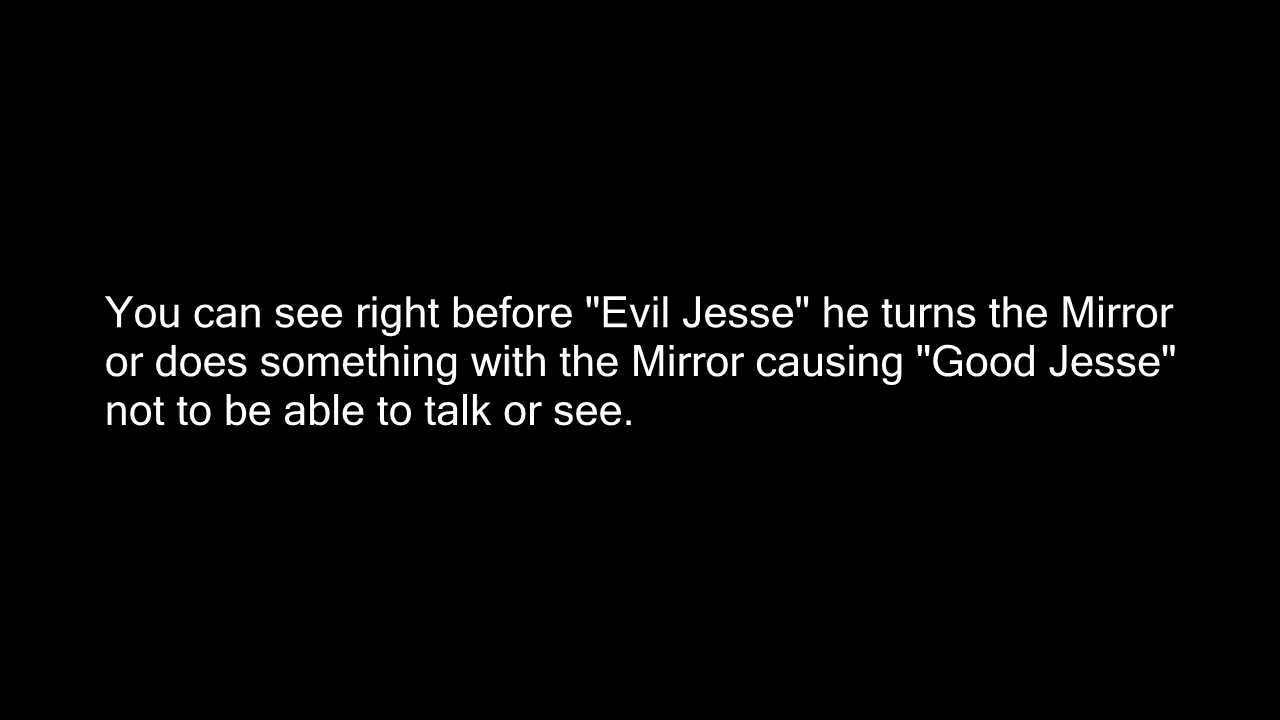 You can see right before "Evil Jesse" he turns the Mirror
or does something with the Mirror causing "Good Jesse"
not to be able to talk or see.